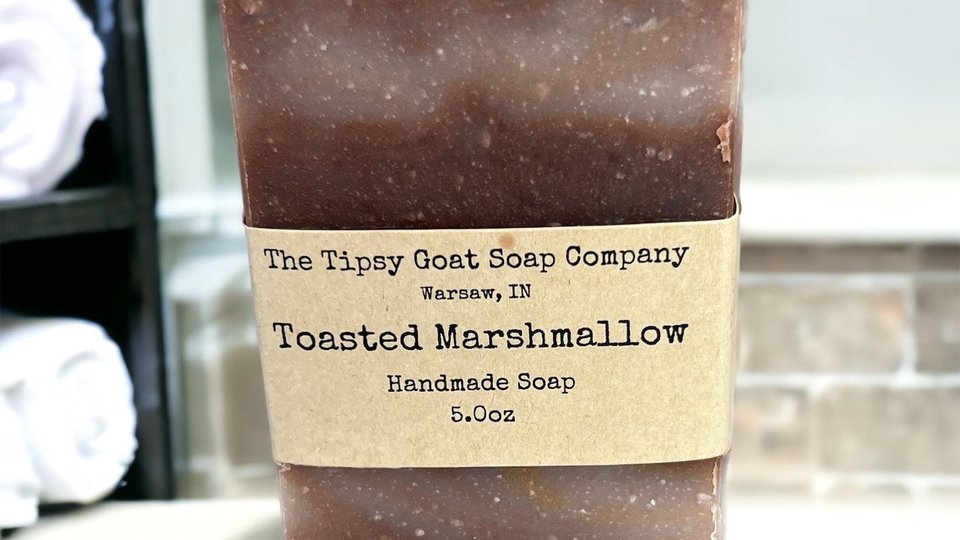 The Tipsy Goat Soap Company
Warsaw, IN
Toasted Marshmallow
Handmade Soap
5.0oz